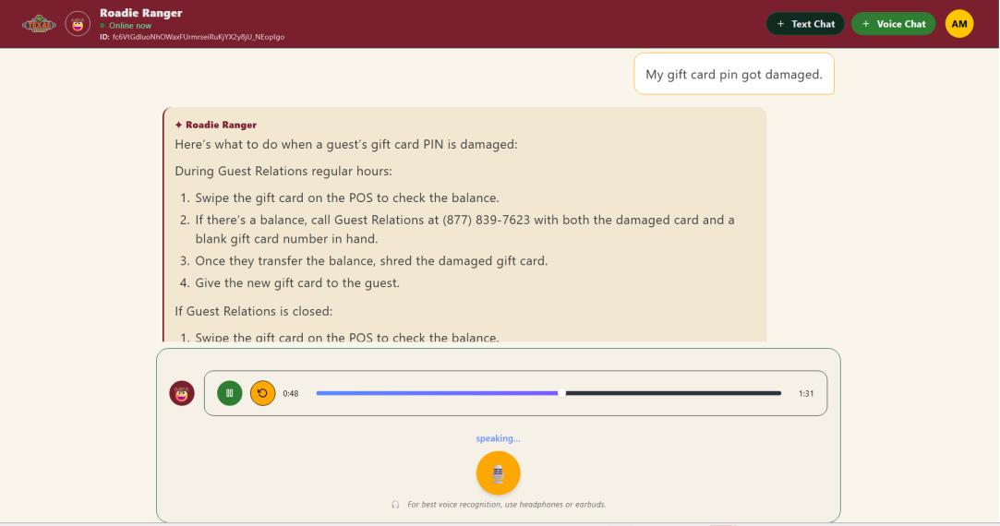 TEXAS
Roadie Ranger
Online now
ID: fc6VtGdluoNhOWaxFUrmrseiRuKjYX2y8jU_NEoplgo
+ Text Chat
+ Voice Chat
AM
My gift card pin got damaged.
✦ Roadie Ranger
Here's what to do when a guest's gift card PIN is damaged:
During Guest Relations regular hours:
1. Swipe the gift card on the POS to check the balance.
2. If there's a balance, call Guest Relations at (877) 839-7623 with both the damaged card and a
blank gift card number in hand.
3. Once they transfer the balance, shred the damaged gift card.
4. Give the new gift card to the guest.
If Guest Relations is closed:
1. Swipe the gift card on the POS to check the balance.
0:48
1:31
speaking...
For best voice recognition, use headphones or earbuds.